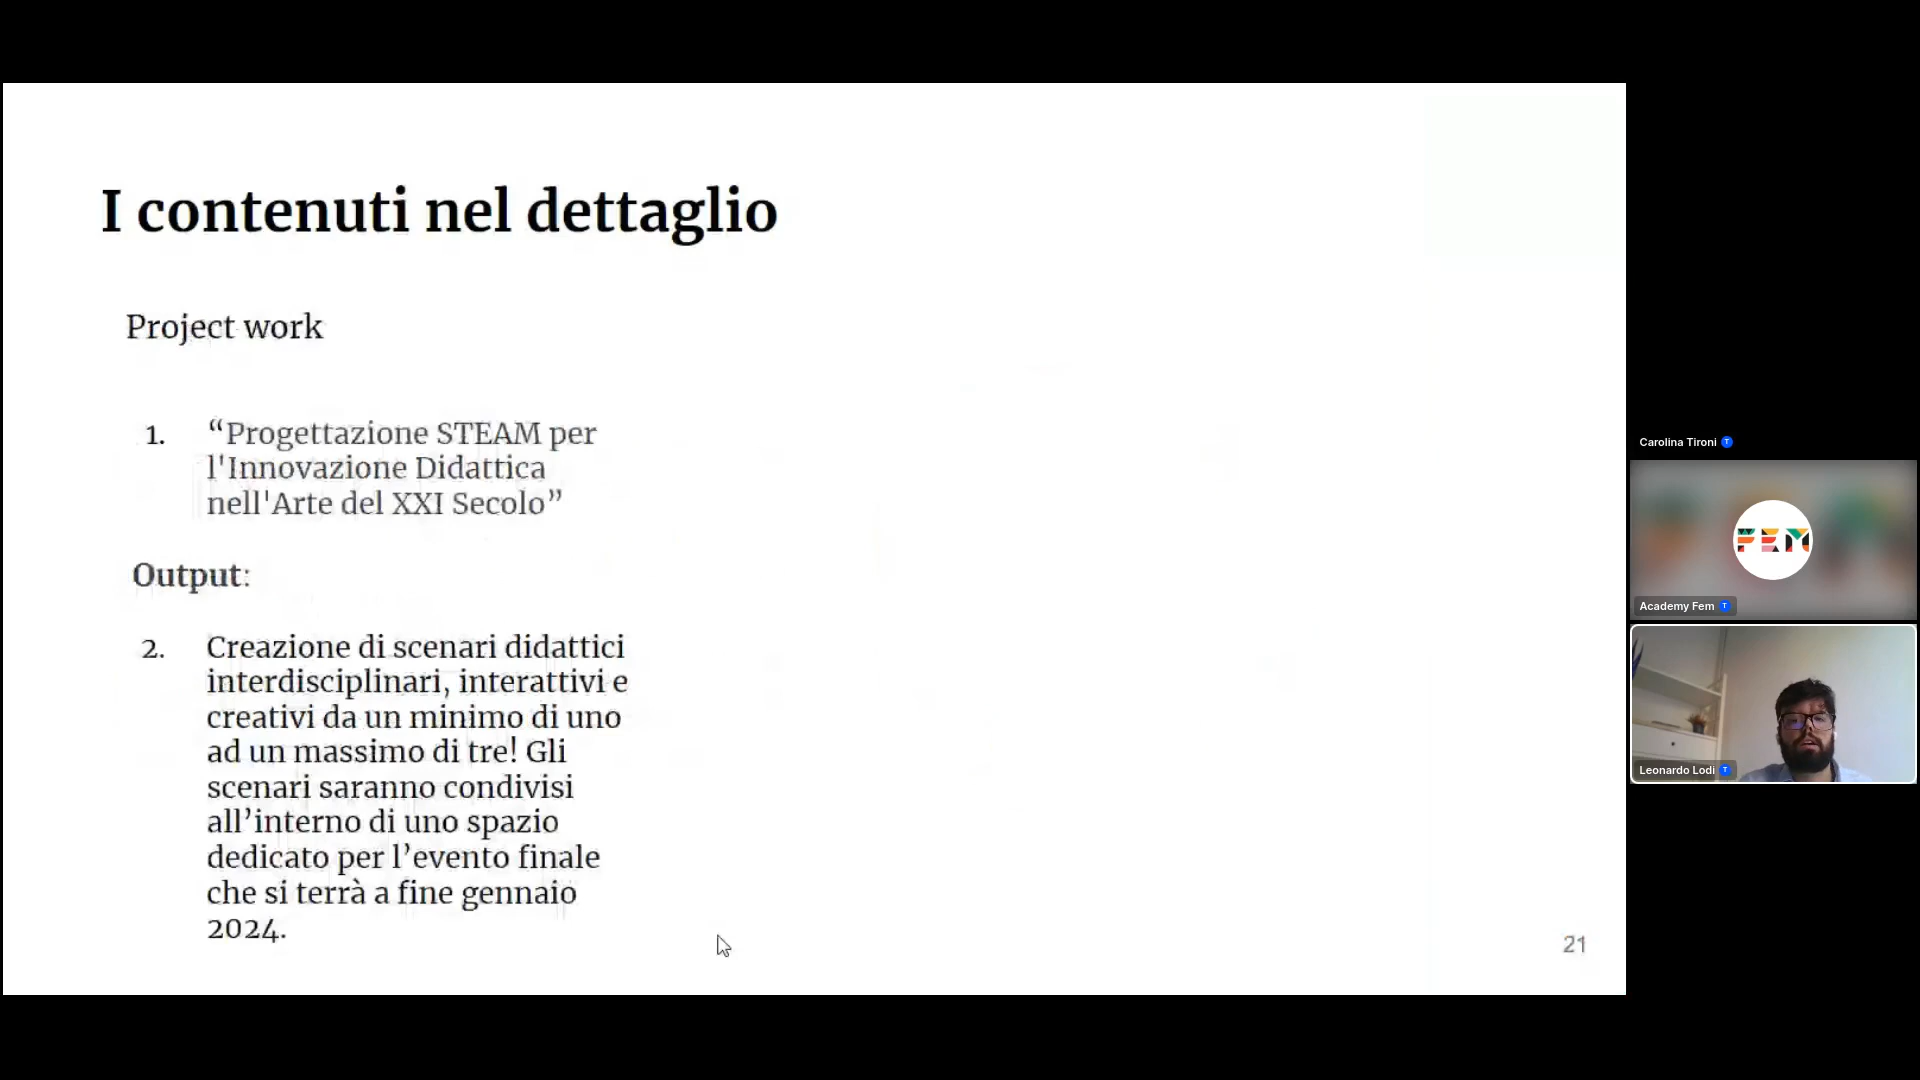 I contenuti nel dettaglio
Project work
1. “Progettazione STEAM per
l'Innovazione Didattica
nell'Arte del XXI Secolo”
Output:
2. Creazione di scenari didattici
interdisciplinari, interattivi e
creativi da un minimo di uno
ad un massimo di tre! Gli
scenari saranno condivisi
all’interno di uno spazio
dedicato per l’evento finale
che si terrà a fine gennaio
2024.
21
Carolina Tironi T
FEM
Academy Fem T
Leonardo Lodi T